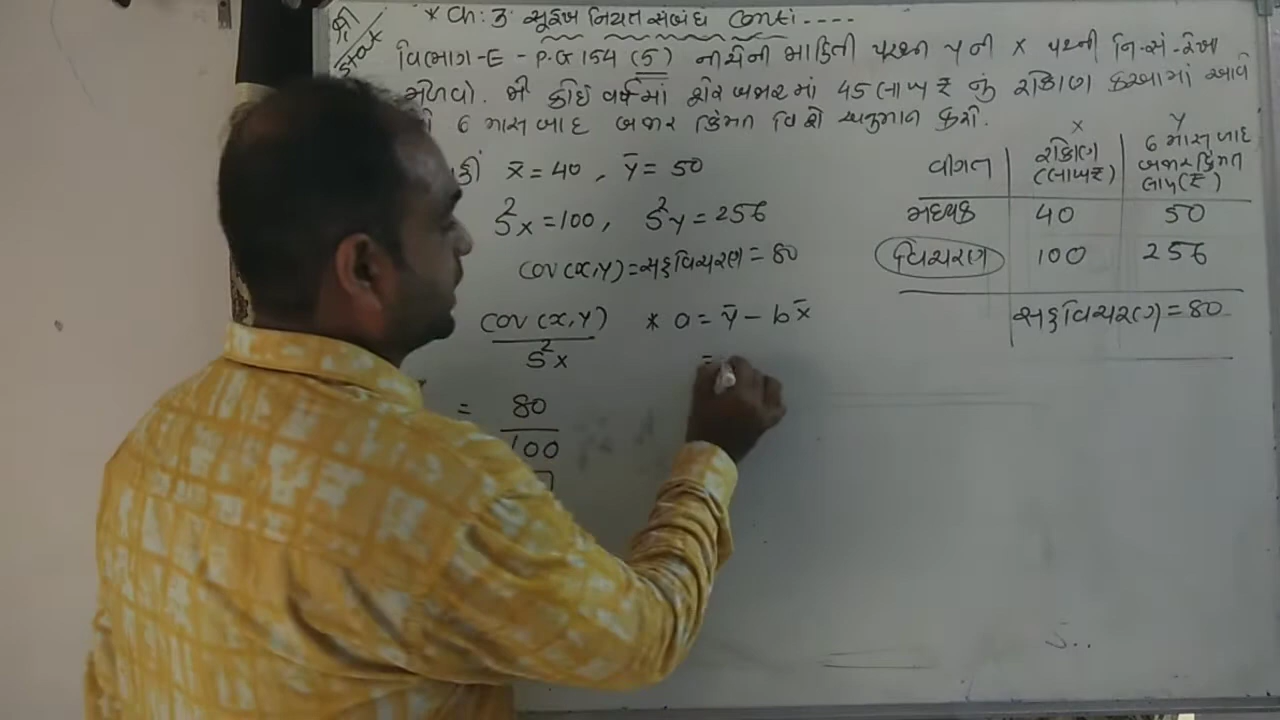 * Ch: 3 સુરેખ નિયત સંબંધ Conti ----
Stat
વિભાગ-E - P.G 154 (5) નીચેની માહિતી પરથી Y ની X પરની નિ.સં.રેખા
મેળવો. જો કોઈ વર્ષમાં શેર બજારમાં 45 લાખ ₹ નું રોકાણ કરવામાં આવે
6 માસ બાદ બજાર કિંમત વિશે અનુમાન કરો.
x̄ = 40 , ȳ = 50
S²x = 100, S²y = 256
COV (x,y) = સહવિચરણ = 80
COV (x,y) / S²x * a = ȳ - bx̄
=
= 80 / 100
X Y
વીગત | રોકાણ (લાખ ₹) | 6 માસ બાદ બજાર કિંમત લાખ (₹)
મધ્યક | 40 | 50
વિચરણ | 100 | 256
સહવિચરણ = 80